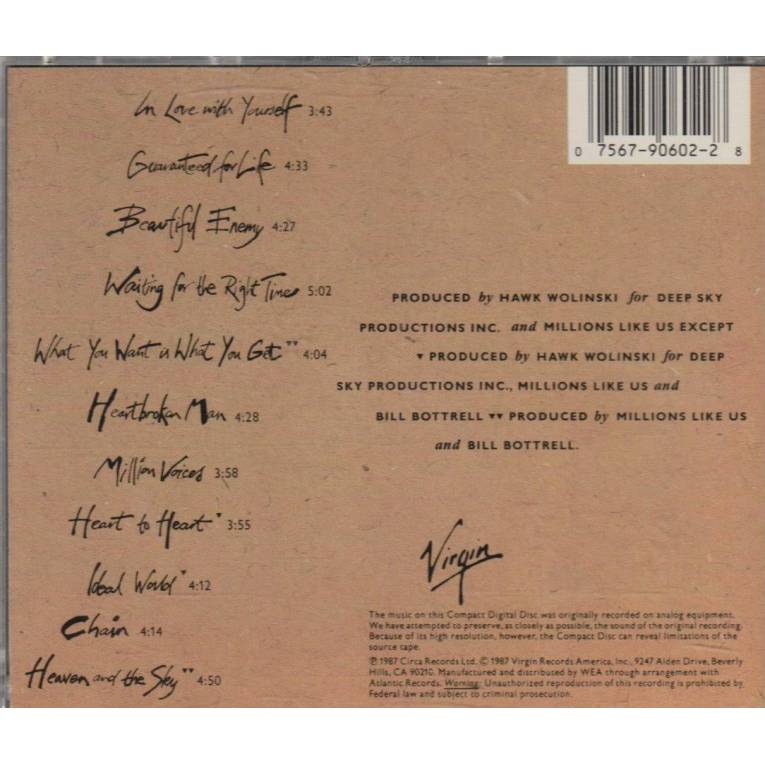 In Love with Yourself 3:43
Guaranteed for Life 4:33
Beautiful Enemy 4:27
Waiting for the Right Time 5:02
What You Want is What You Get ▾▾ 4:04
Heartbroken Man 4:28
Million Voices 3:58
Heart to Heart ▾ 3:55
Ideal World ▾ 4:12
Chain 4:14
Heaven and the Sky ▾▾ 4:50
0 7567-90602-2 8
PRODUCED by HAWK WOLINSKI for DEEP SKY
PRODUCTIONS INC. and MILLIONS LIKE US EXCEPT
▾ PRODUCED by HAWK WOLINSKI for DEEP
SKY PRODUCTIONS INC., MILLIONS LIKE US and
BILL BOTTRELL ▾▾ PRODUCED by MILLIONS LIKE US
and BILL BOTTRELL.
Virgin
The music on this Compact Digital Disc was originally recorded on analog equipment.
We have attempted to preserve, as closely as possible, the sound of the original recording.
Because of its high resolution, however, the Compact Disc can reveal limitations of the
source tape.
℗ 1987 Circa Records Ltd. © 1987 Virgin Records America, Inc., 9247 Alden Drive, Beverly
Hills, CA 90210. Manufactured and distributed by WEA through arrangement with
Atlantic Records. Warning: Unauthorized reproduction of this recording is prohibited by
Federal law and subject to criminal prosecution.